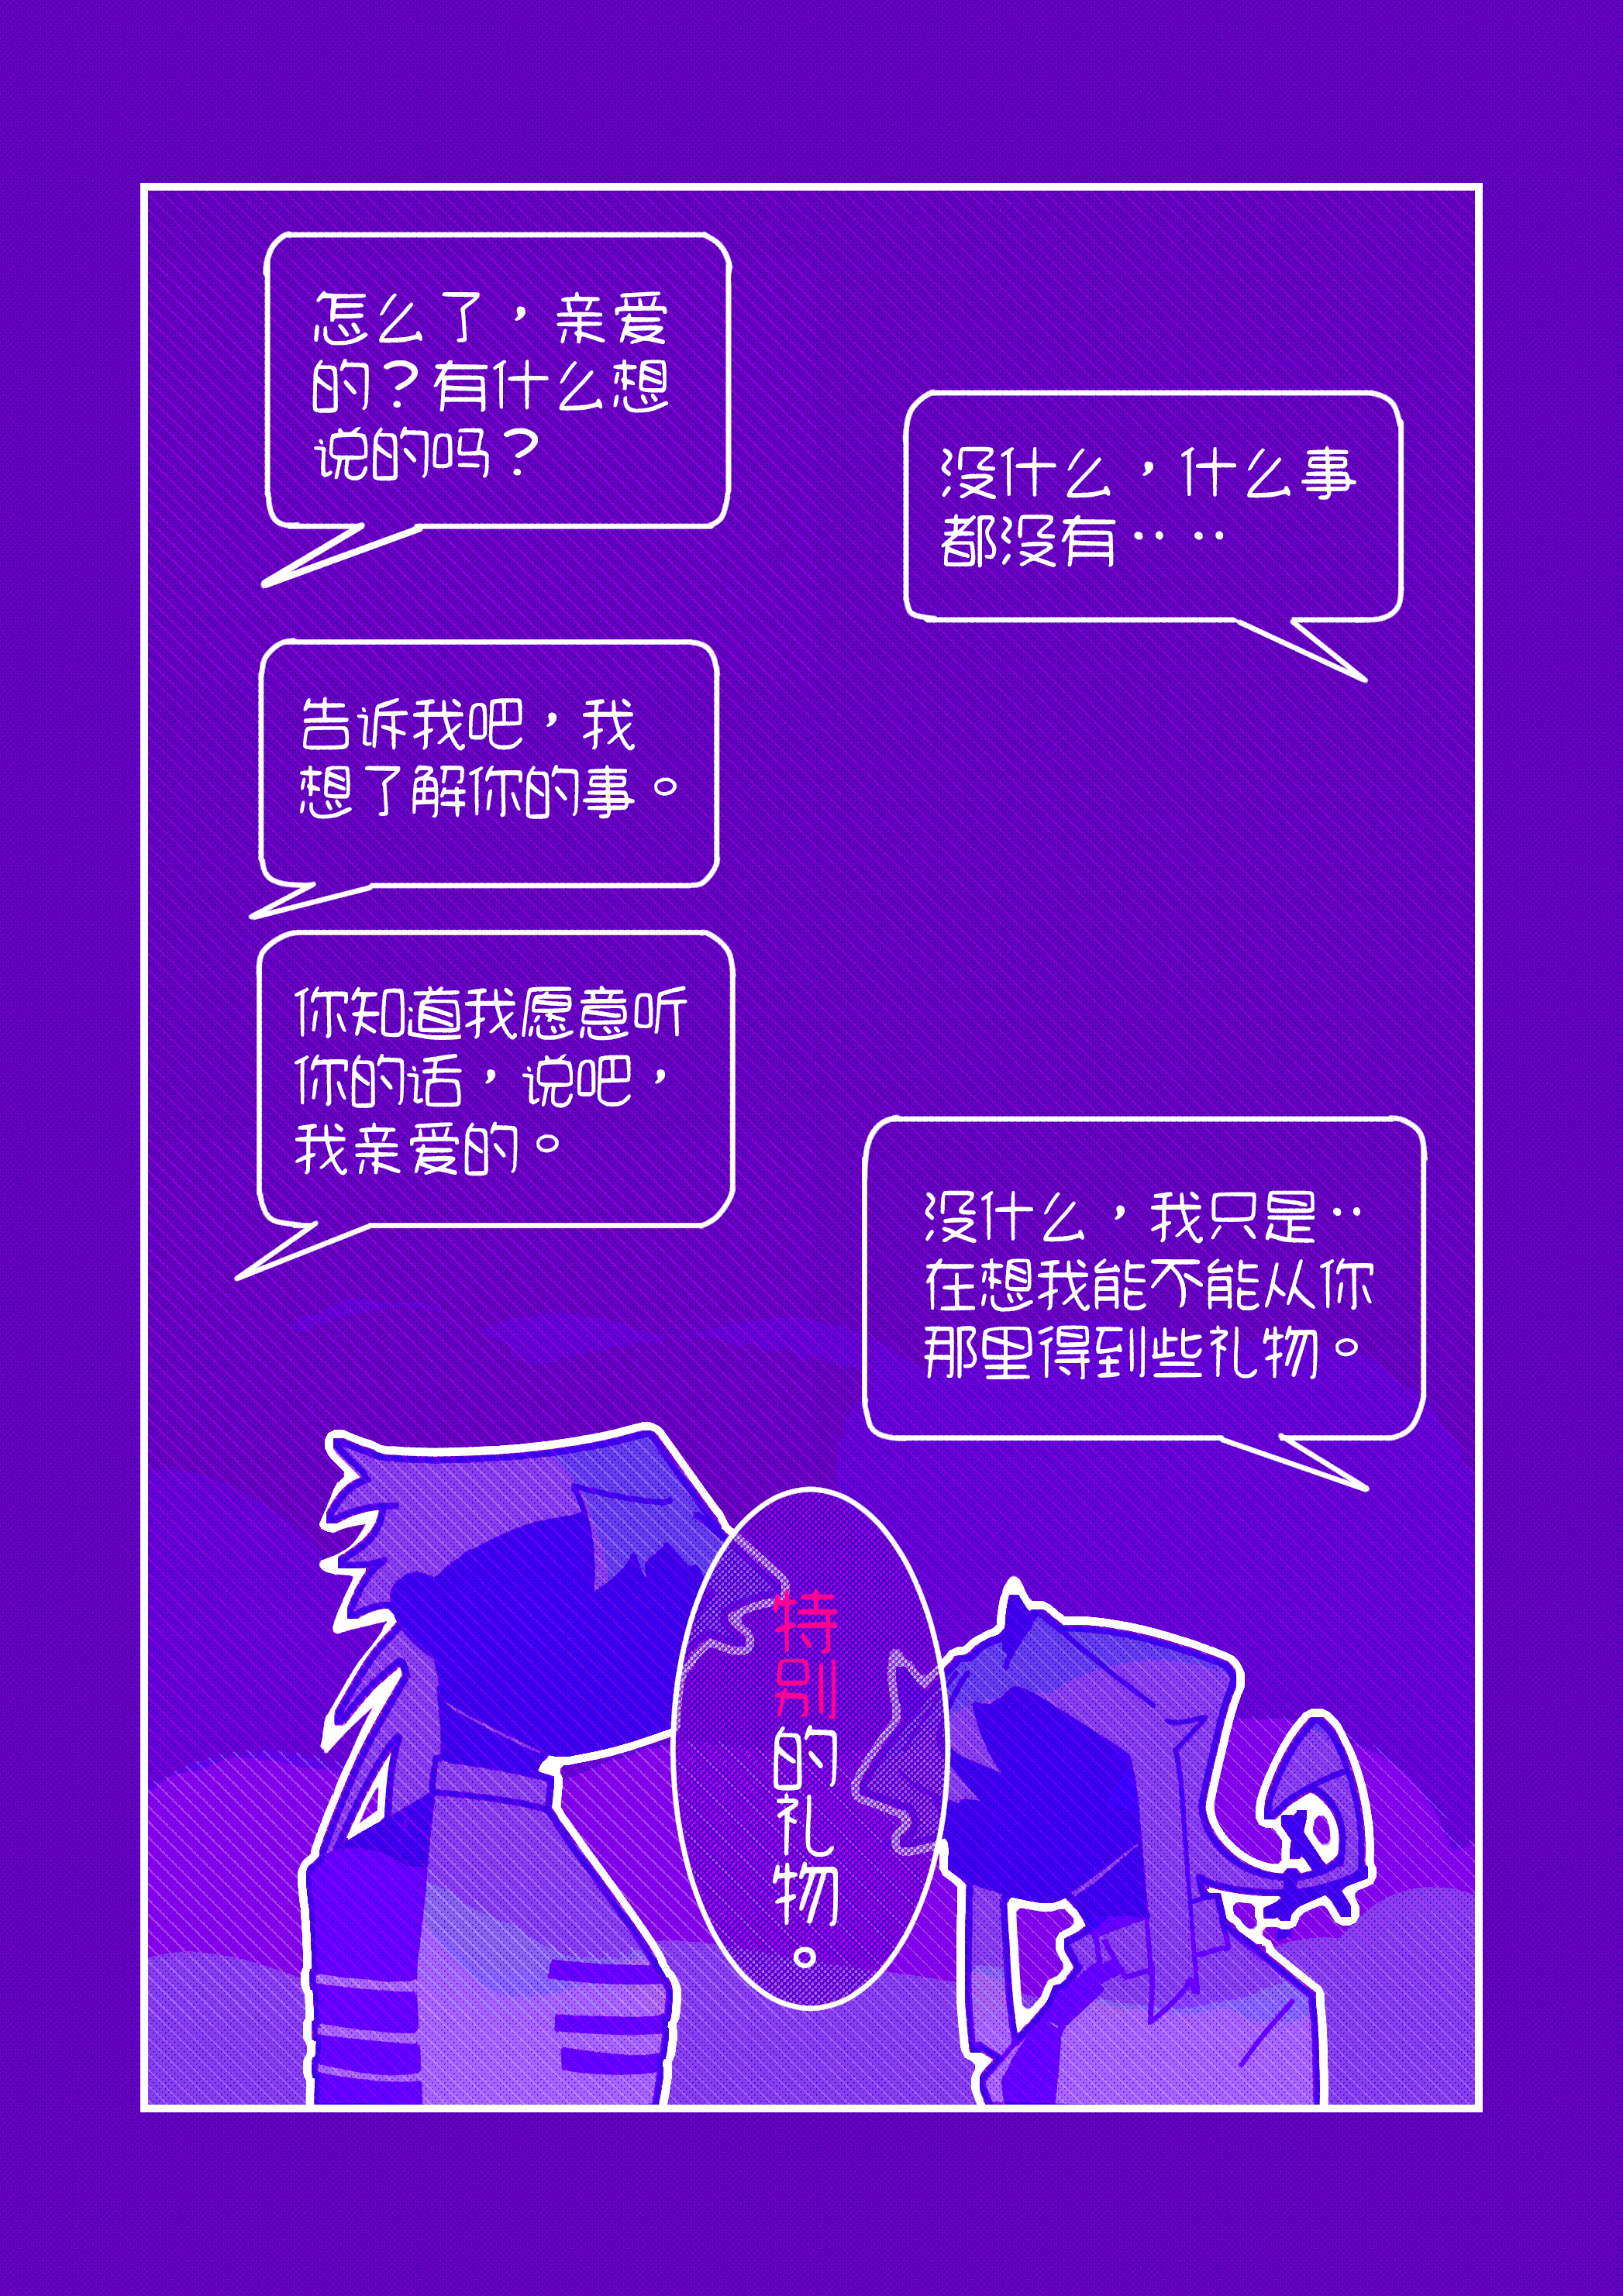 怎么了，亲爱
的？有什么想
说的吗？
没什么，什么事
都没有‥‥
告诉我吧，我
想了解你的事。
你知道我愿意听
你的话，说吧，
我亲爱的。
没什么，我只是‥
在想我能不能从你
那里得到些礼物。
特别的礼物。